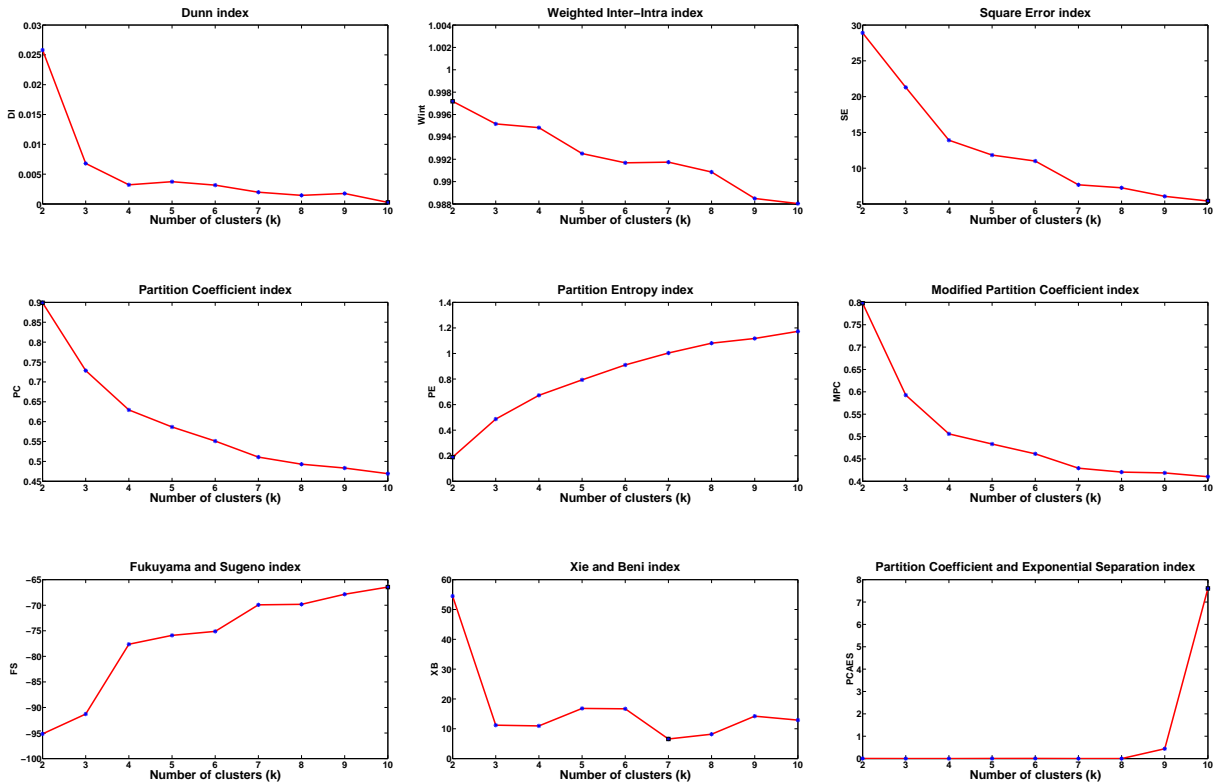 Dunn index
0.03
0.025
0.02
0.015
0.01
0.005
0
DI
2 3 4 5 6 7 8 9 10
Number of clusters (k)
Weighted Inter−Intra index
1.004
1.002
1
0.998
0.996
0.994
0.992
0.99
0.988
Wint
2 3 4 5 6 7 8 9 10
Number of clusters (k)
Square Error index
30
25
20
15
10
5
SE
2 3 4 5 6 7 8 9 10
Number of clusters (k)
Partition Coefficient index
0.9
0.85
0.8
0.75
0.7
0.65
0.6
0.55
0.5
0.45
PC
2 3 4 5 6 7 8 9 10
Number of clusters (k)
Partition Entropy index
1.4
1.2
1
0.8
0.6
0.4
0.2
0
PE
2 3 4 5 6 7 8 9 10
Number of clusters (k)
Modified Partition Coefficient index
0.8
0.75
0.7
0.65
0.6
0.55
0.5
0.45
0.4
MPC
2 3 4 5 6 7 8 9 10
Number of clusters (k)
Fukuyama and Sugeno index
−65
−70
−75
−80
−85
−90
−95
−100
FS
2 3 4 5 6 7 8 9 10
Number of clusters (k)
Xie and Beni index
60
50
40
30
20
10
0
XB
2 3 4 5 6 7 8 9 10
Number of clusters (k)
Partition Coefficient and Exponential Separation index
8
7
6
5
4
3
2
1
0
PCAES
2 3 4 5 6 7 8 9 10
Number of clusters (k)